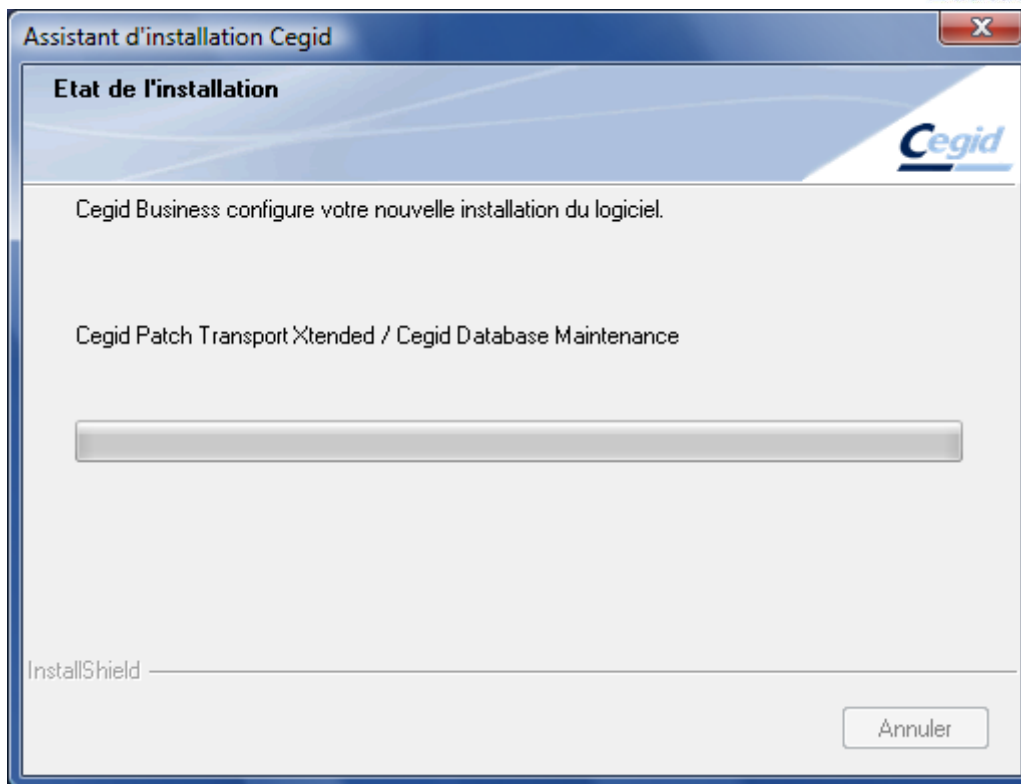 Assistant d'installation Cegid
Etat de l'installation
Cegid
Cegid Business configure votre nouvelle installation du logiciel.
Cegid Patch Transport Xtended / Cegid Database Maintenance
InstallShield
Annuler